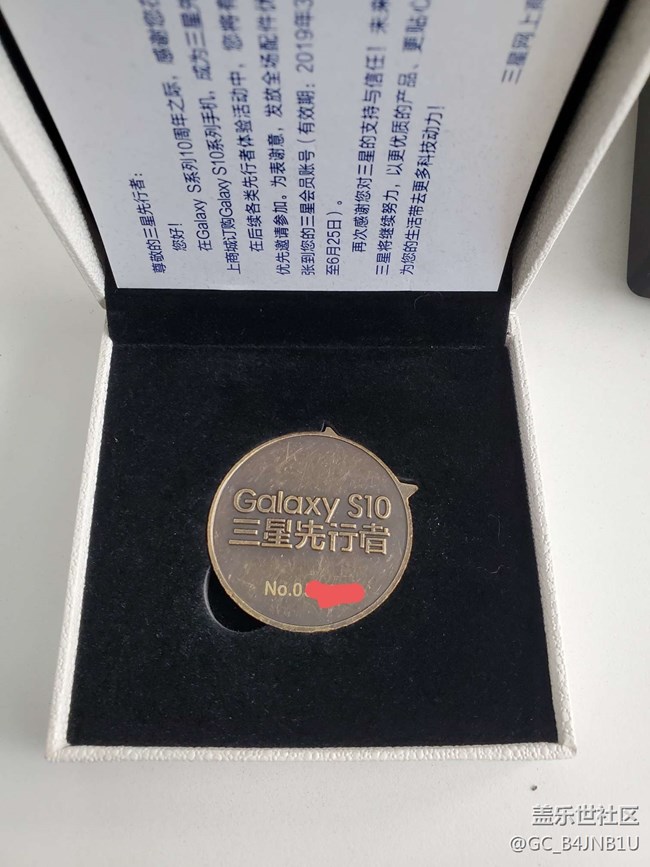 尊敬的三星先行者：
您好！
在Galaxy S系列10周年之际，感谢您在
上商城订购Galaxy S10系列手机，成为三星先
在后续各类先行者体验活动中，您将有
优先邀请参加。为表谢意，发放全场配件优
张到您的三星会员账号（有效期：2019年3
至6月25日）。
再次感谢您对三星的支持与信任！未来
三星将继续努力，以更优质的产品、更贴心
为您的生活带去更多科技动力！
三星网上商
Galaxy S10
三星先行者
No.0
盖乐世社区
@GC_B4JNB1U